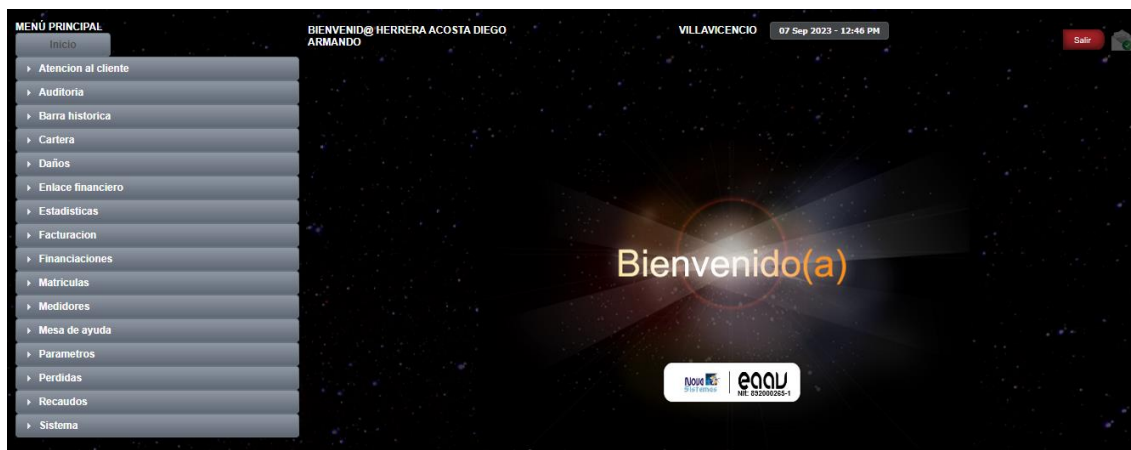 MENÚ PRINCIPAL
Inicio
BIENVENID@ HERRERA ACOSTA DIEGO
ARMANDO
VILLAVICENCIO
07 Sep 2023 - 12:46 PM
Salir
Atencion al cliente
Auditoria
Barra historica
Cartera
Daños
Enlace financiero
Estadisticas
Facturacion
Financiaciones
Matriculas
Medidores
Mesa de ayuda
Parametros
Perdidas
Recaudos
Sistema
Bienvenido(a)
Nova
Sistemas
eaav
Nit: 892000265-1